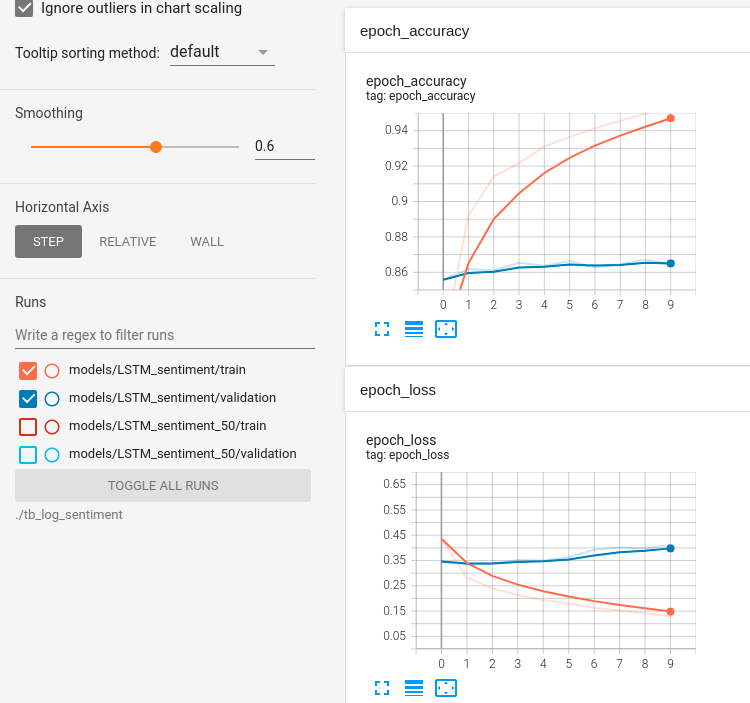 Ignore outliers in chart scaling
Tooltip sorting method: default
Smoothing
0.6
Horizontal Axis
STEP RELATIVE WALL
Runs
Write a regex to filter runs
models/LSTM_sentiment/train
models/LSTM_sentiment/validation
models/LSTM_sentiment_50/train
models/LSTM_sentiment_50/validation
TOGGLE ALL RUNS
./tb_log_sentiment
epoch_accuracy
epoch_accuracy
tag: epoch_accuracy
0.94
0.92
0.9
0.88
0.86
0 1 2 3 4 5 6 7 8 9
epoch_loss
epoch_loss
tag: epoch_loss
0.65
0.55
0.45
0.35
0.25
0.15
0.05
0 1 2 3 4 5 6 7 8 9